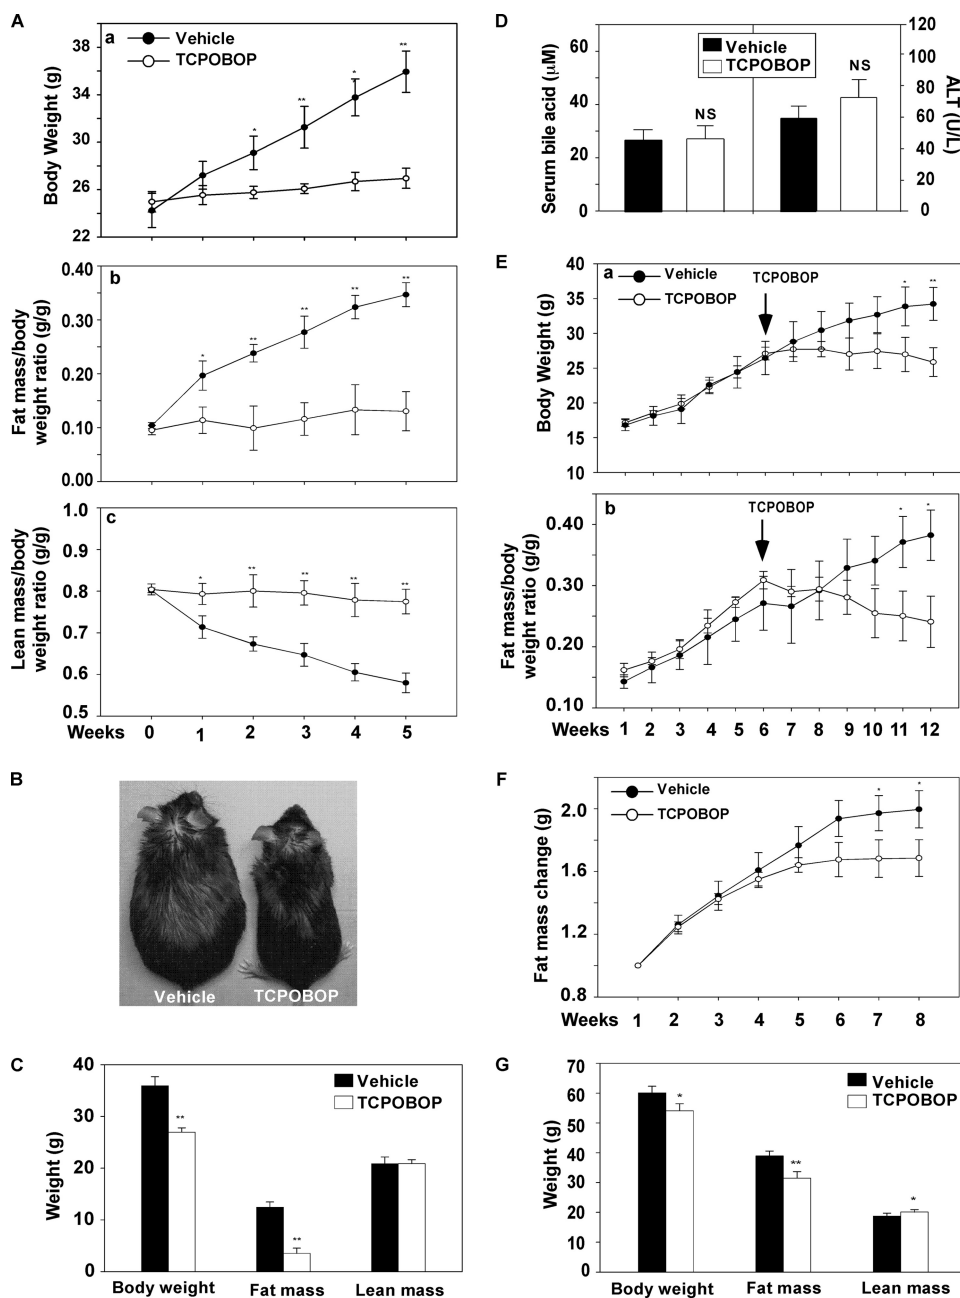 A
a
Vehicle
TCPOBOP
Body Weight (g)
38
34
30
26
22
*
**
*
**
b
Fat mass/body
weight ratio (g/g)
0.40
0.30
0.20
0.10
0.00
*
**
**
**
**
c
Lean mass/body
weight ratio (g/g)
1.0
0.9
0.8
0.7
0.6
0.5
*
**
**
**
**
Weeks 0 1 2 3 4 5
B
Vehicle TCPOBOP
C
Vehicle
TCPOBOP
Weight (g)
40
30
20
10
0
**
**
Body weight Fat mass Lean mass
D
Vehicle
TCPOBOP
Serum bile acid (µM)
60
40
20
0
NS
NS
ALT (U/L)
120
100
80
60
40
20
0
E
a
Vehicle
TCPOBOP
TCPOBOP
Body Weight (g)
40
35
30
25
20
15
10
*
**
b
TCPOBOP
Fat mass/body
weight ratio (g/g)
0.40
0.30
0.20
0.10
*
*
Weeks 1 2 3 4 5 6 7 8 9 10 11 12
F
Vehicle
TCPOBOP
Fat mass change (g)
2.0
1.6
1.2
0.8
*
*
Weeks 1 2 3 4 5 6 7 8
G
Vehicle
TCPOBOP
Weight (g)
70
60
50
40
30
20
10
0
*
**
*
Body weight Fat mass Lean mass